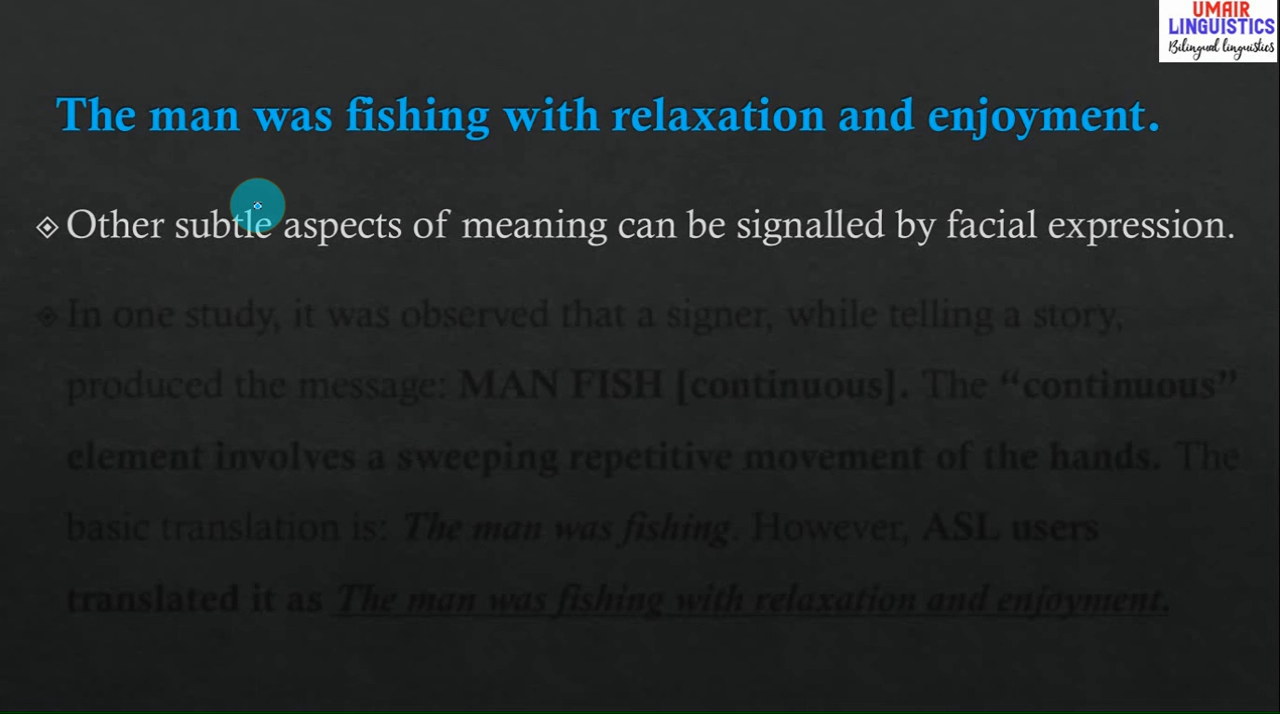 UMAIR
LINGUISTICS
Bilingual linguistics
The man was fishing with relaxation and enjoyment.
Other subtle aspects of meaning can be signalled by facial expression.
In one study, it was observed that a signer, while telling a story,
produced the message: MAN FISH [continuous]. The “continuous”
element involves a sweeping repetitive movement of the hands. The
basic translation is: The man was fishing. However, ASL users
translated it as The man was fishing with relaxation and enjoyment.